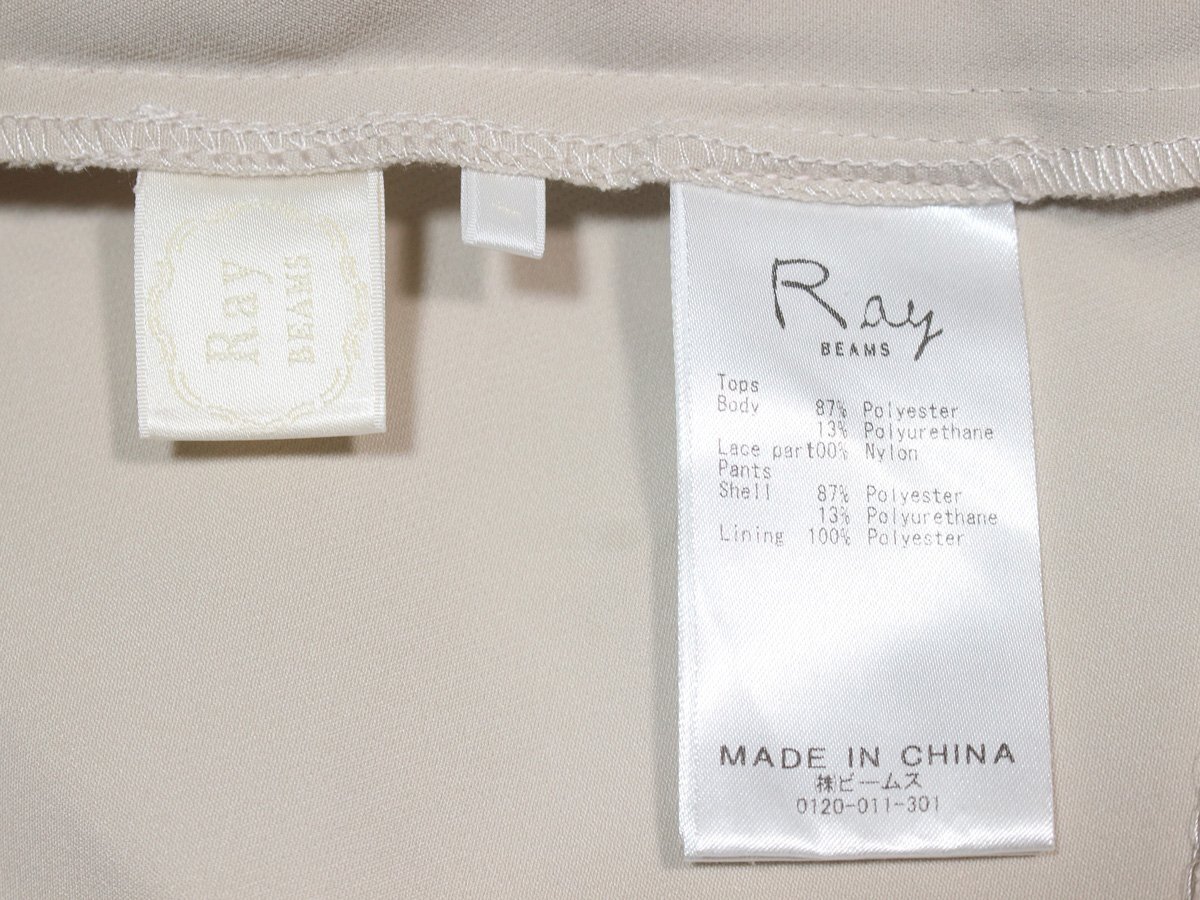 Ray
BEAMS
Ray
BEAMS
Tops
Body 87% Polyester
13% Polyurethane
Lace part00% Nylon
Pants
Shell 87% Polyester
13% Polyurethane
Lining 100% Polyester
MADE IN CHINA
株ビームス
0120-011-301